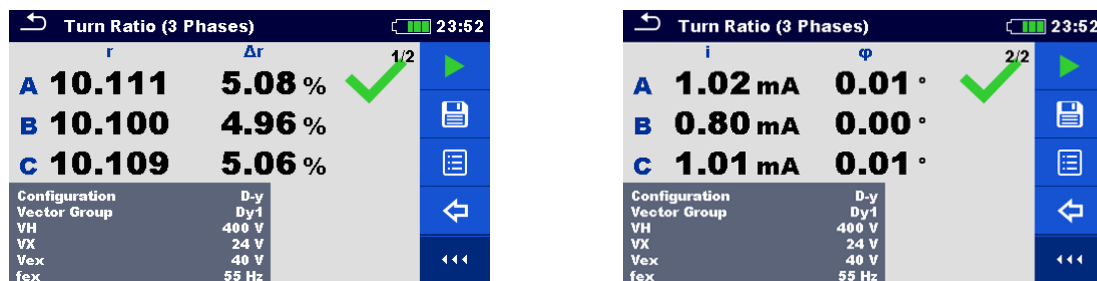 Turn Ratio (3 Phases) 23:52
r Δr 1/2
A 10.111 5.08 %
B 10.100 4.96 %
C 10.109 5.06 %
Configuration D-y
Vector Group Dy1
VH 400 V
VX 24 V
Vex 40 V
fex 55 Hz
Turn Ratio (3 Phases) 23:52
i φ 2/2
A 1.02 mA 0.01 °
B 0.80 mA 0.00 °
C 1.01 mA 0.01 °
Configuration D-y
Vector Group Dy1
VH 400 V
VX 24 V
Vex 40 V
fex 55 Hz